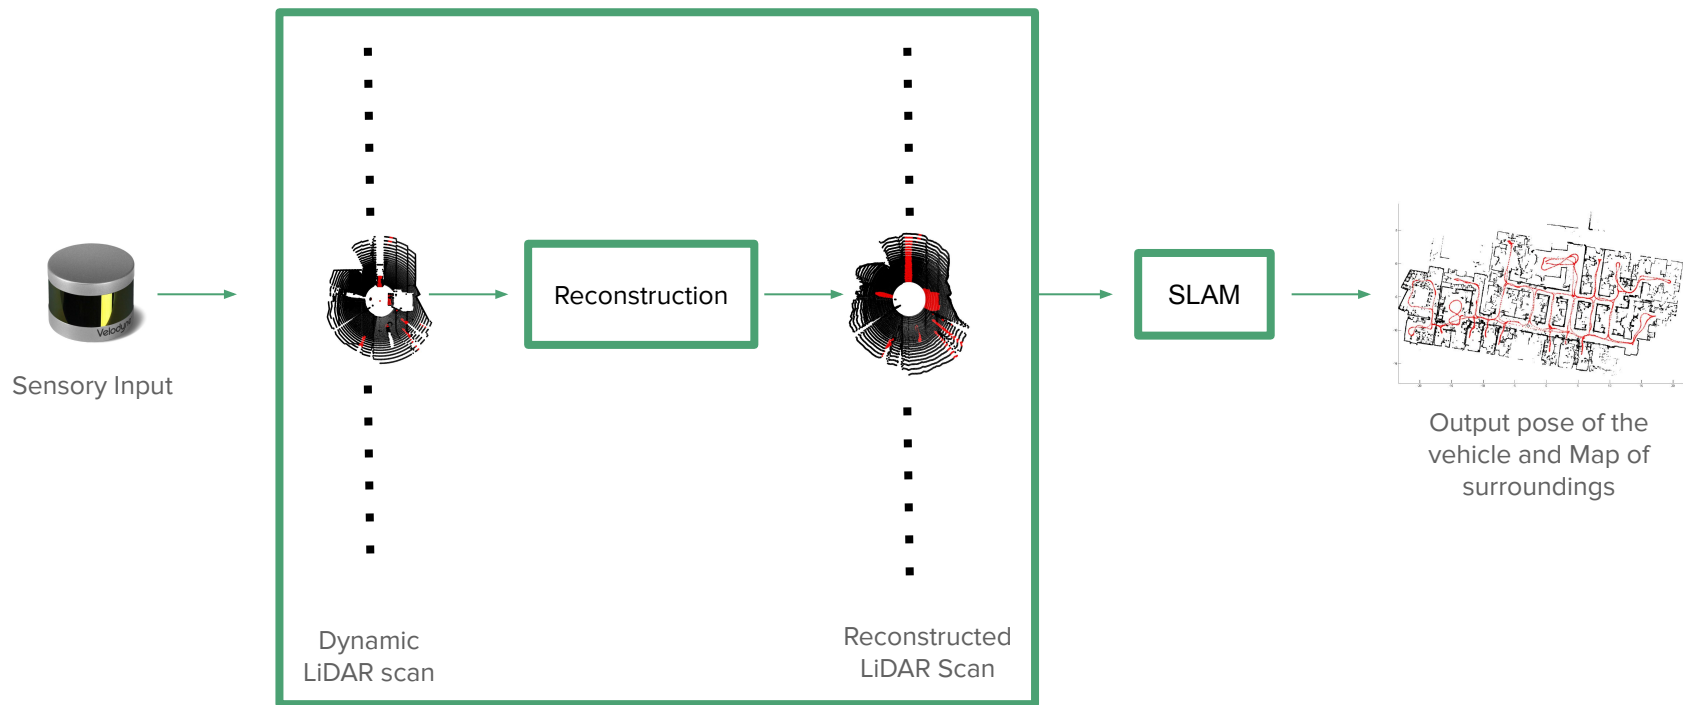 Velodyne
Sensory Input
Dynamic
LiDAR scan
Reconstruction
Reconstructed
LiDAR Scan
SLAM
Output pose of the
vehicle and Map of
surroundings